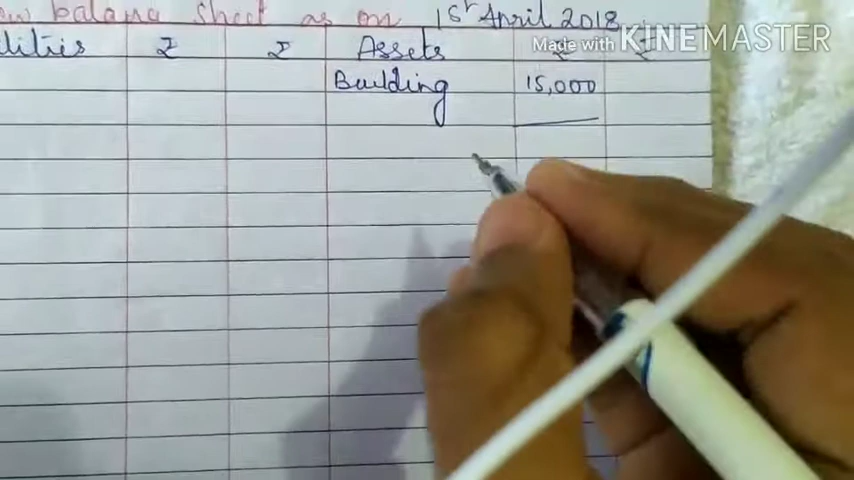 balance sheet as on 1st April 2018
₹ ₹ Assets ₹ ₹
Made with KINEMASTER
Building 15,000